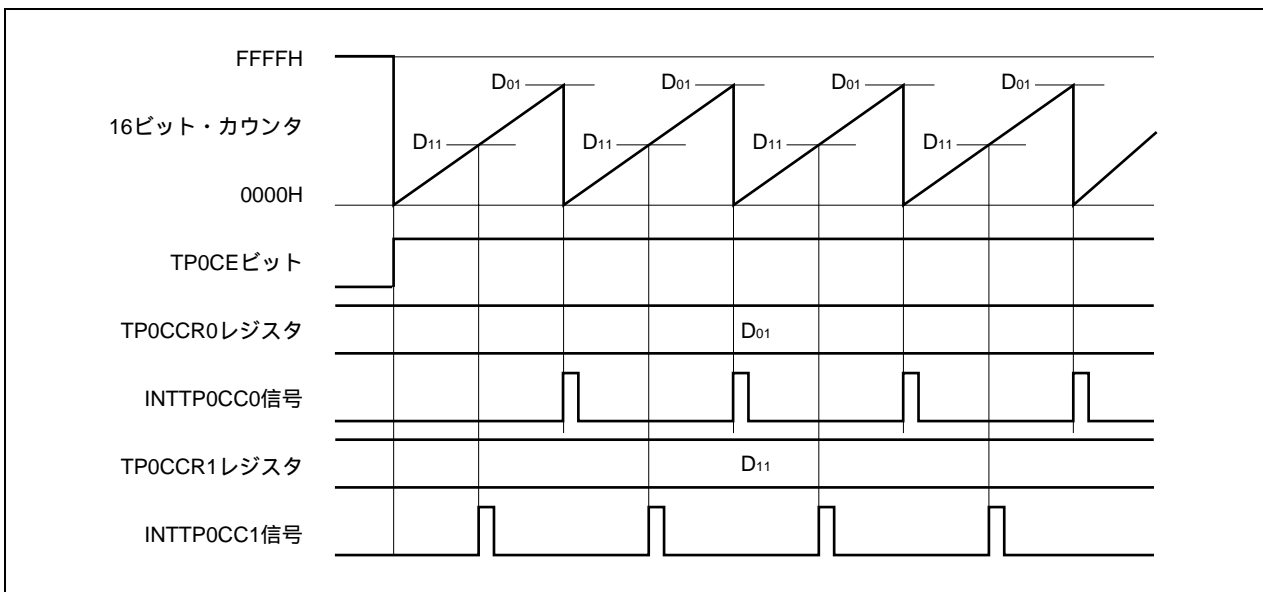 FFFFH
D01 D01 D01 D01
16ビット・カウンタ
D11 D11 D11 D11
0000H
TP0CEビット
TP0CCR0レジスタ
D01
INTTP0CC0信号
TP0CCR1レジスタ
D11
INTTP0CC1信号